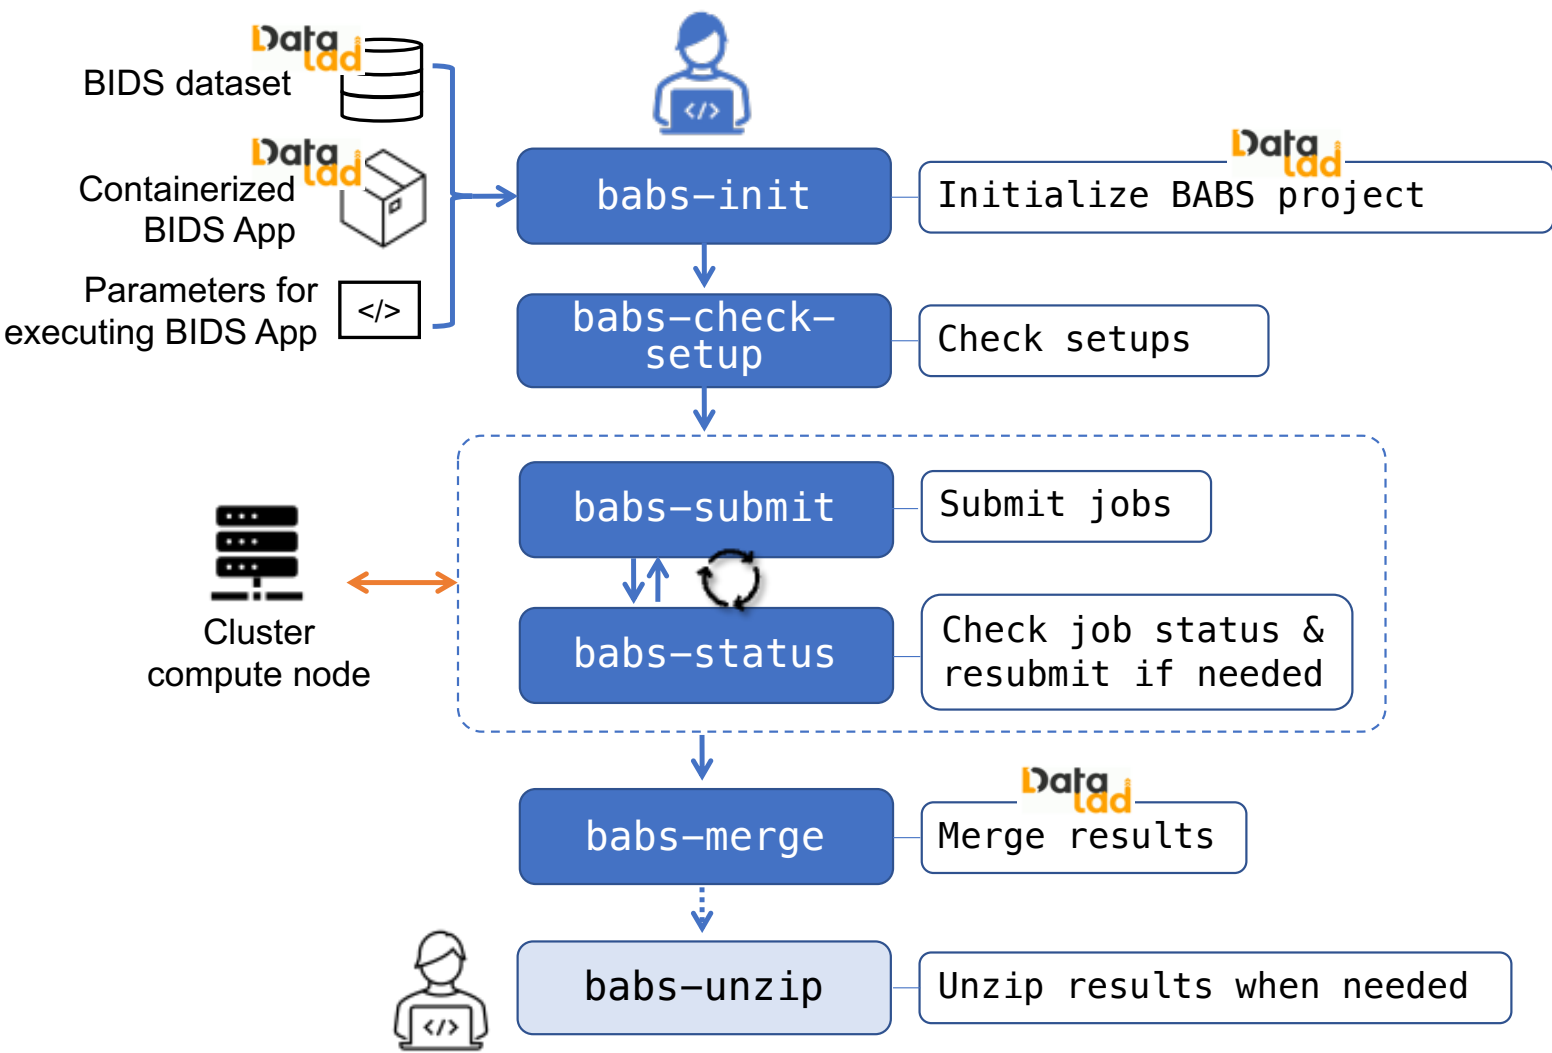 Data
lad
BIDS dataset
Data
lad
Containerized
BIDS App
Parameters for
executing BIDS App
</>
</>
babs-init
Data
lad
Initialize BABS project
babs-check-
setup
Check setups
babs-submit
Submit jobs
Cluster
compute node
babs-status
Check job status &
resubmit if needed
babs-merge
Data
lad
Merge results
</>
babs-unzip
Unzip results when needed